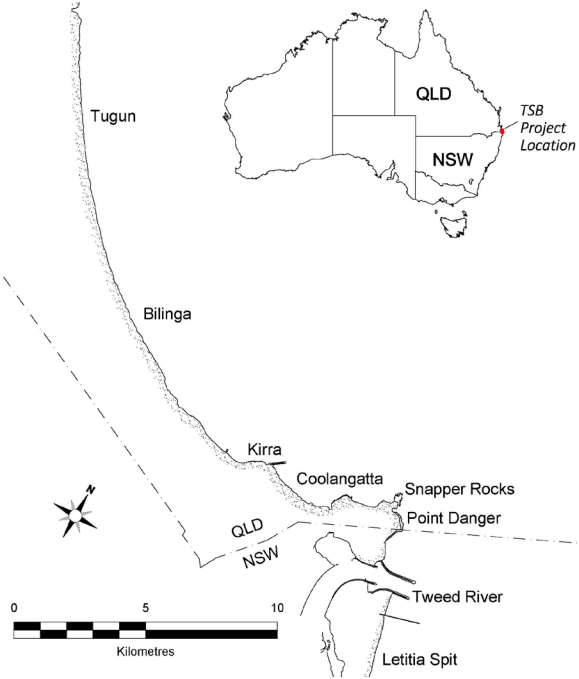 Tugun
QLD
NSW
TSB
Project
Location
Bilinga
Kirra
Coolangatta
Snapper Rocks
Point Danger
N
QLD
NSW
Tweed River
0 5 10
Kilometres
Letitia Spit